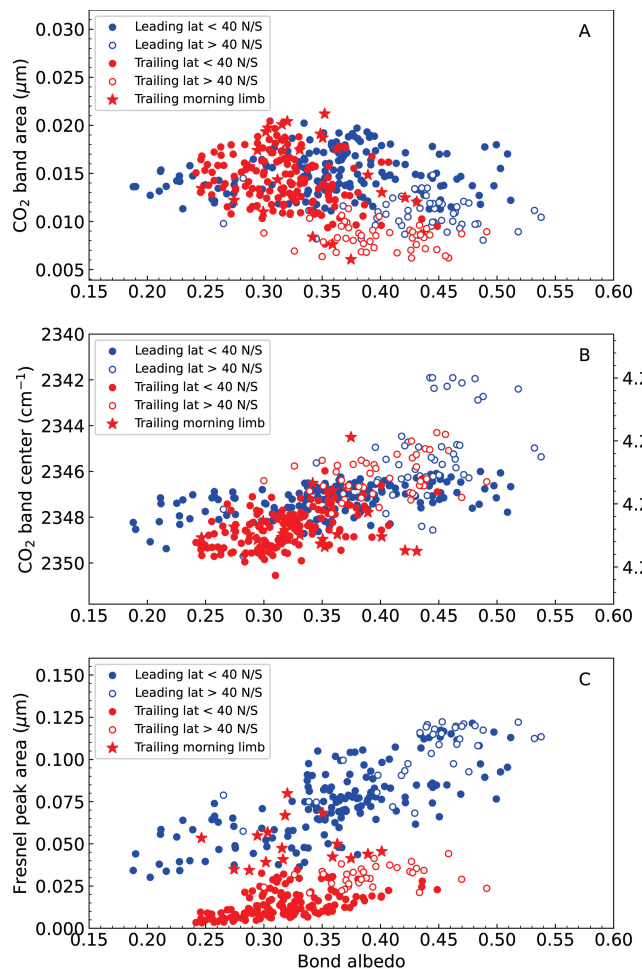 0.030
0.025
0.020
0.015
0.010
0.005
CO2 band area (μm)
Leading lat < 40 N/S
Leading lat > 40 N/S
Trailing lat < 40 N/S
Trailing lat > 40 N/S
Trailing morning limb
A
0.15 0.20 0.25 0.30 0.35 0.40 0.45 0.50 0.55 0.60
2340
2342
2344
2346
2348
2350
CO2 band center (cm−1)
Leading lat < 40 N/S
Leading lat > 40 N/S
Trailing lat < 40 N/S
Trailing lat > 40 N/S
Trailing morning limb
B
4.2
4.2
4.2
4.2
0.15 0.20 0.25 0.30 0.35 0.40 0.45 0.50 0.55 0.60
0.150
0.125
0.100
0.075
0.050
0.025
0.000
Fresnel peak area (μm)
Leading lat < 40 N/S
Leading lat > 40 N/S
Trailing lat < 40 N/S
Trailing lat > 40 N/S
Trailing morning limb
C
0.15 0.20 0.25 0.30 0.35 0.40 0.45 0.50 0.55 0.60
Bond albedo